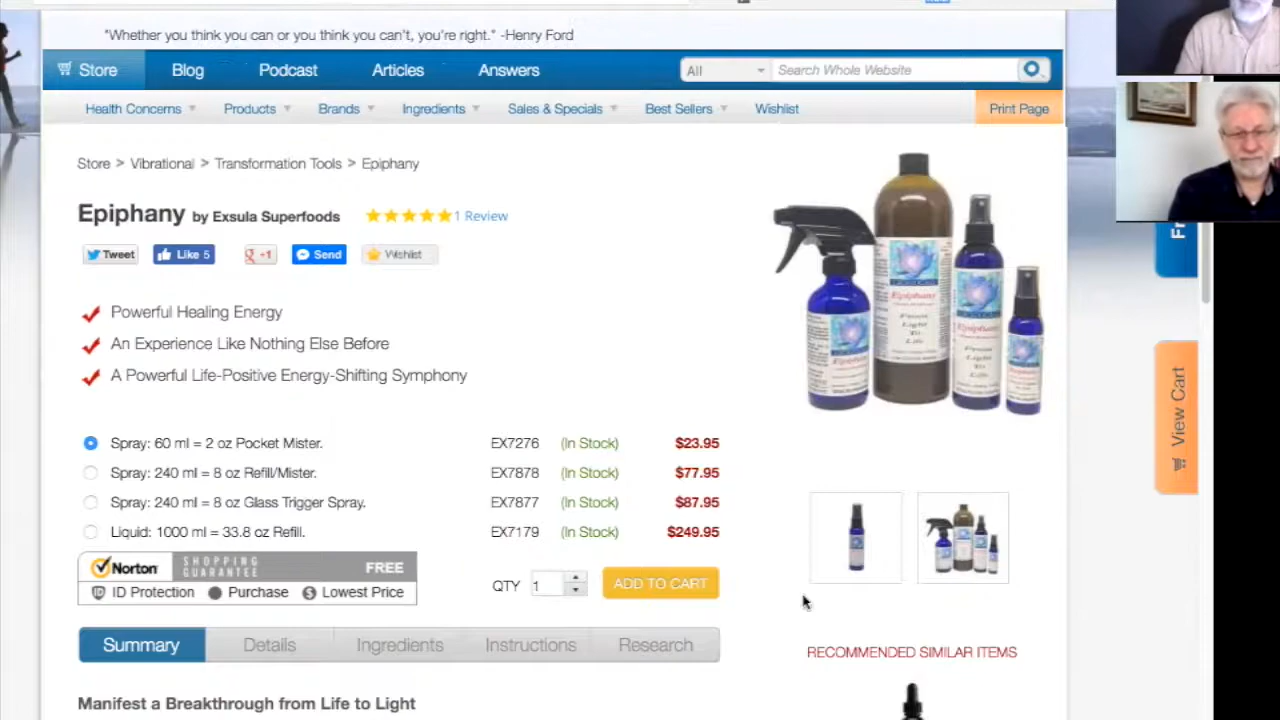 "Whether you think you can or you think you can't, you're right." -Henry Ford
Store Blog Podcast Articles Answers All Search Whole Website
Health Concerns Products Brands Ingredients Sales & Specials Best Sellers Wishlist Print Page
Store > Vibrational > Transformation Tools > Epiphany
Epiphany by Exsula Superfoods 1 Review
Tweet Like 5 g+ +1 Send Wishlist
Powerful Healing Energy
An Experience Like Nothing Else Before
A Powerful Life-Positive Energy-Shifting Symphony
Epiphany
From
Light
To
Life
Fr
View Cart
Spray: 60 ml = 2 oz Pocket Mister. EX7276 (In Stock) $23.95
Spray: 240 ml = 8 oz Refill/Mister. EX7878 (In Stock) $77.95
Spray: 240 ml = 8 oz Glass Trigger Spray. EX7877 (In Stock) $87.95
Liquid: 1000 ml = 33.8 oz Refill. EX7179 (In Stock) $249.95
Norton SHOPPING GUARANTEE FREE
ID Protection Purchase Lowest Price
QTY 1 ADD TO CART
Summary Details Ingredients Instructions Research
RECOMMENDED SIMILAR ITEMS
Manifest a Breakthrough from Life to Light